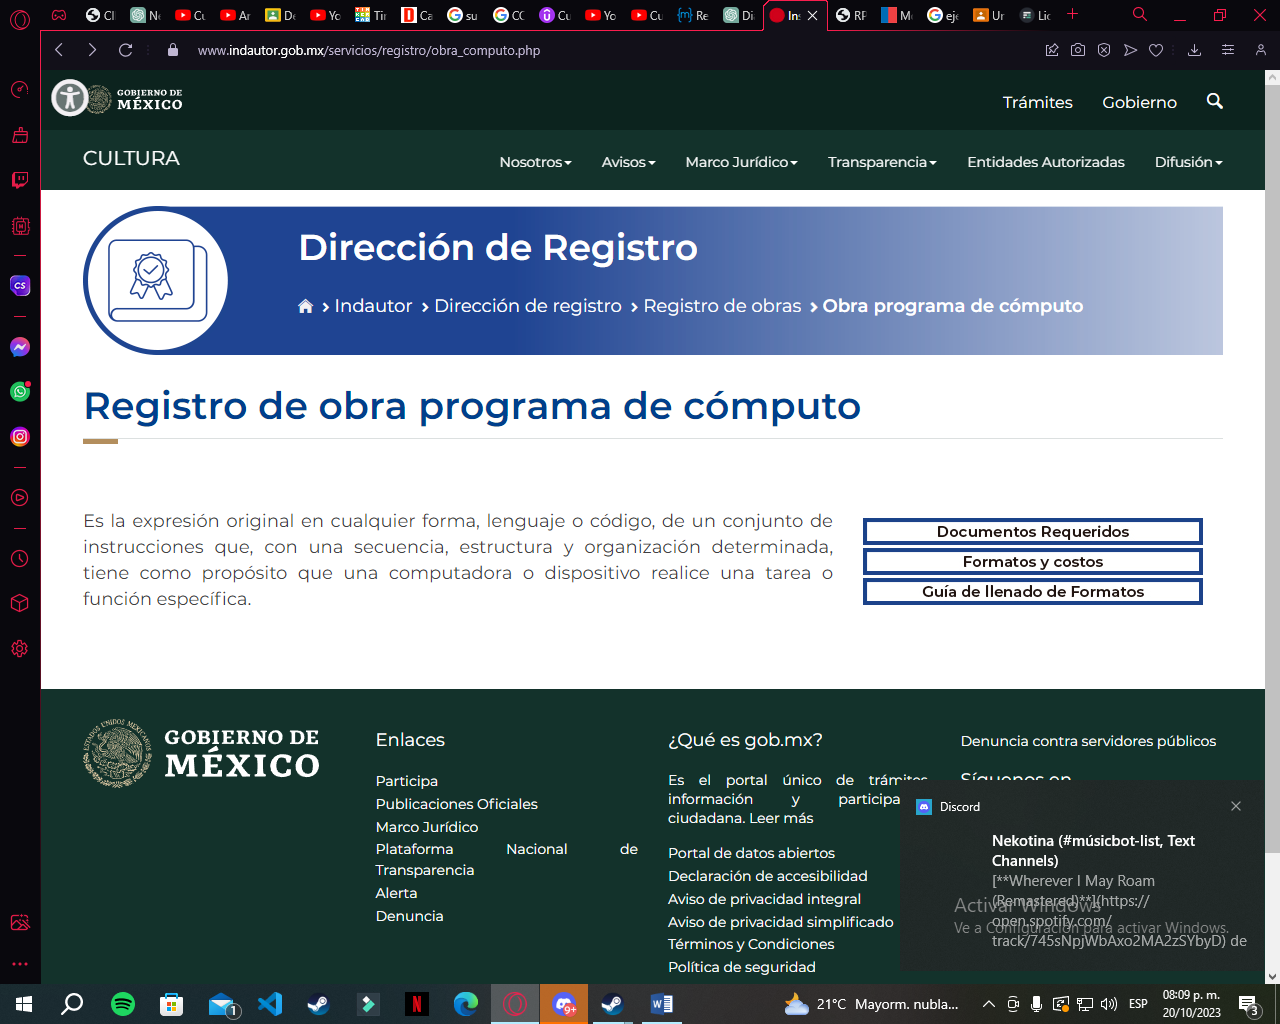 Cu
Ar
De
Yo
Tir
Ca
su
CC
Cu
Yo
Cu
Re
Di
In
RP
M
eje
Ur
Lic
www.indautor.gob.mx/servicios/registro/obra_computo.php
GOBIERNO DE
MÉXICO
Trámites
Gobierno
CULTURA
Nosotros
Avisos
Marco Jurídico
Transparencia
Entidades Autorizadas
Difusión
Dirección de Registro
Indautor
Dirección de registro
Registro de obras
Obra programa de cómputo
Registro de obra programa de cómputo
Es la expresión original en cualquier forma, lenguaje o código, de un conjunto de
instrucciones que, con una secuencia, estructura y organización determinada,
tiene como propósito que una computadora o dispositivo realice una tarea o
función específica.
Documentos Requeridos
Formatos y costos
Guía de llenado de Formatos
ESTADOS UNIDOS MEXICANOS
GOBIERNO DE
MÉXICO
Enlaces
Participa
Publicaciones Oficiales
Marco Jurídico
Plataforma Nacional de
Transparencia
Alerta
Denuncia
¿Qué es gob.mx?
Es el portal único de trámites
información y participa
ciudadana. Leer más
Portal de datos abiertos
Declaración de accesibilidad
Aviso de privacidad integral
Aviso de privacidad simplificado
Términos y Condiciones
Política de seguridad
Denuncia contra servidores públicos
Síguenos en
Discord
Nekotina (#músicbot-list, Text
Channels)
[**Wherever I May Roam
(Remastered)**](https://
open.spotify.com/
track/745sNpjWbAxo2MA2zSYbyD) de
Activar Windows
Ve a Configuración para activar Windows.
1
9+
21°C Mayorm. nubla...
ESP
08:09 p. m.
20/10/2023
3